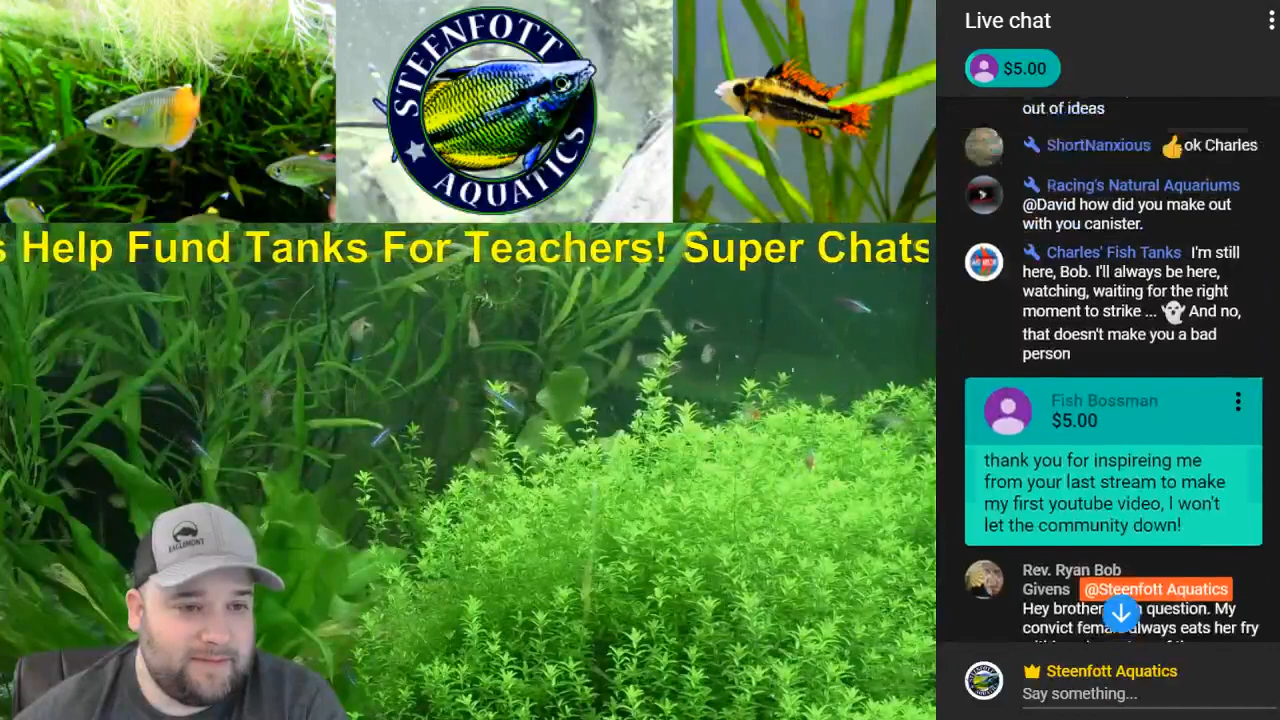 STEENFOTT
AQUATICS
s Help Fund Tanks For Teachers! Super Chats
EAGLEMONT
Live chat
$5.00
out of ideas
ShortNanxious 👍ok Charles
Racing's Natural Aquariums
@David how did you make out
with you canister.
Charles' Fish Tanks I'm still
here, Bob. I'll always be here,
watching, waiting for the right
moment to strike ... 👻 And no,
that doesn't make you a bad
person
Fish Bossman
$5.00
thank you for inspireing me
from your last stream to make
my first youtube video, I won't
let the community down!
Rev. Ryan Bob
Givens @Steenfott Aquatics
Hey brother question. My
convict always eats her fry
Steenfott Aquatics
Say something...